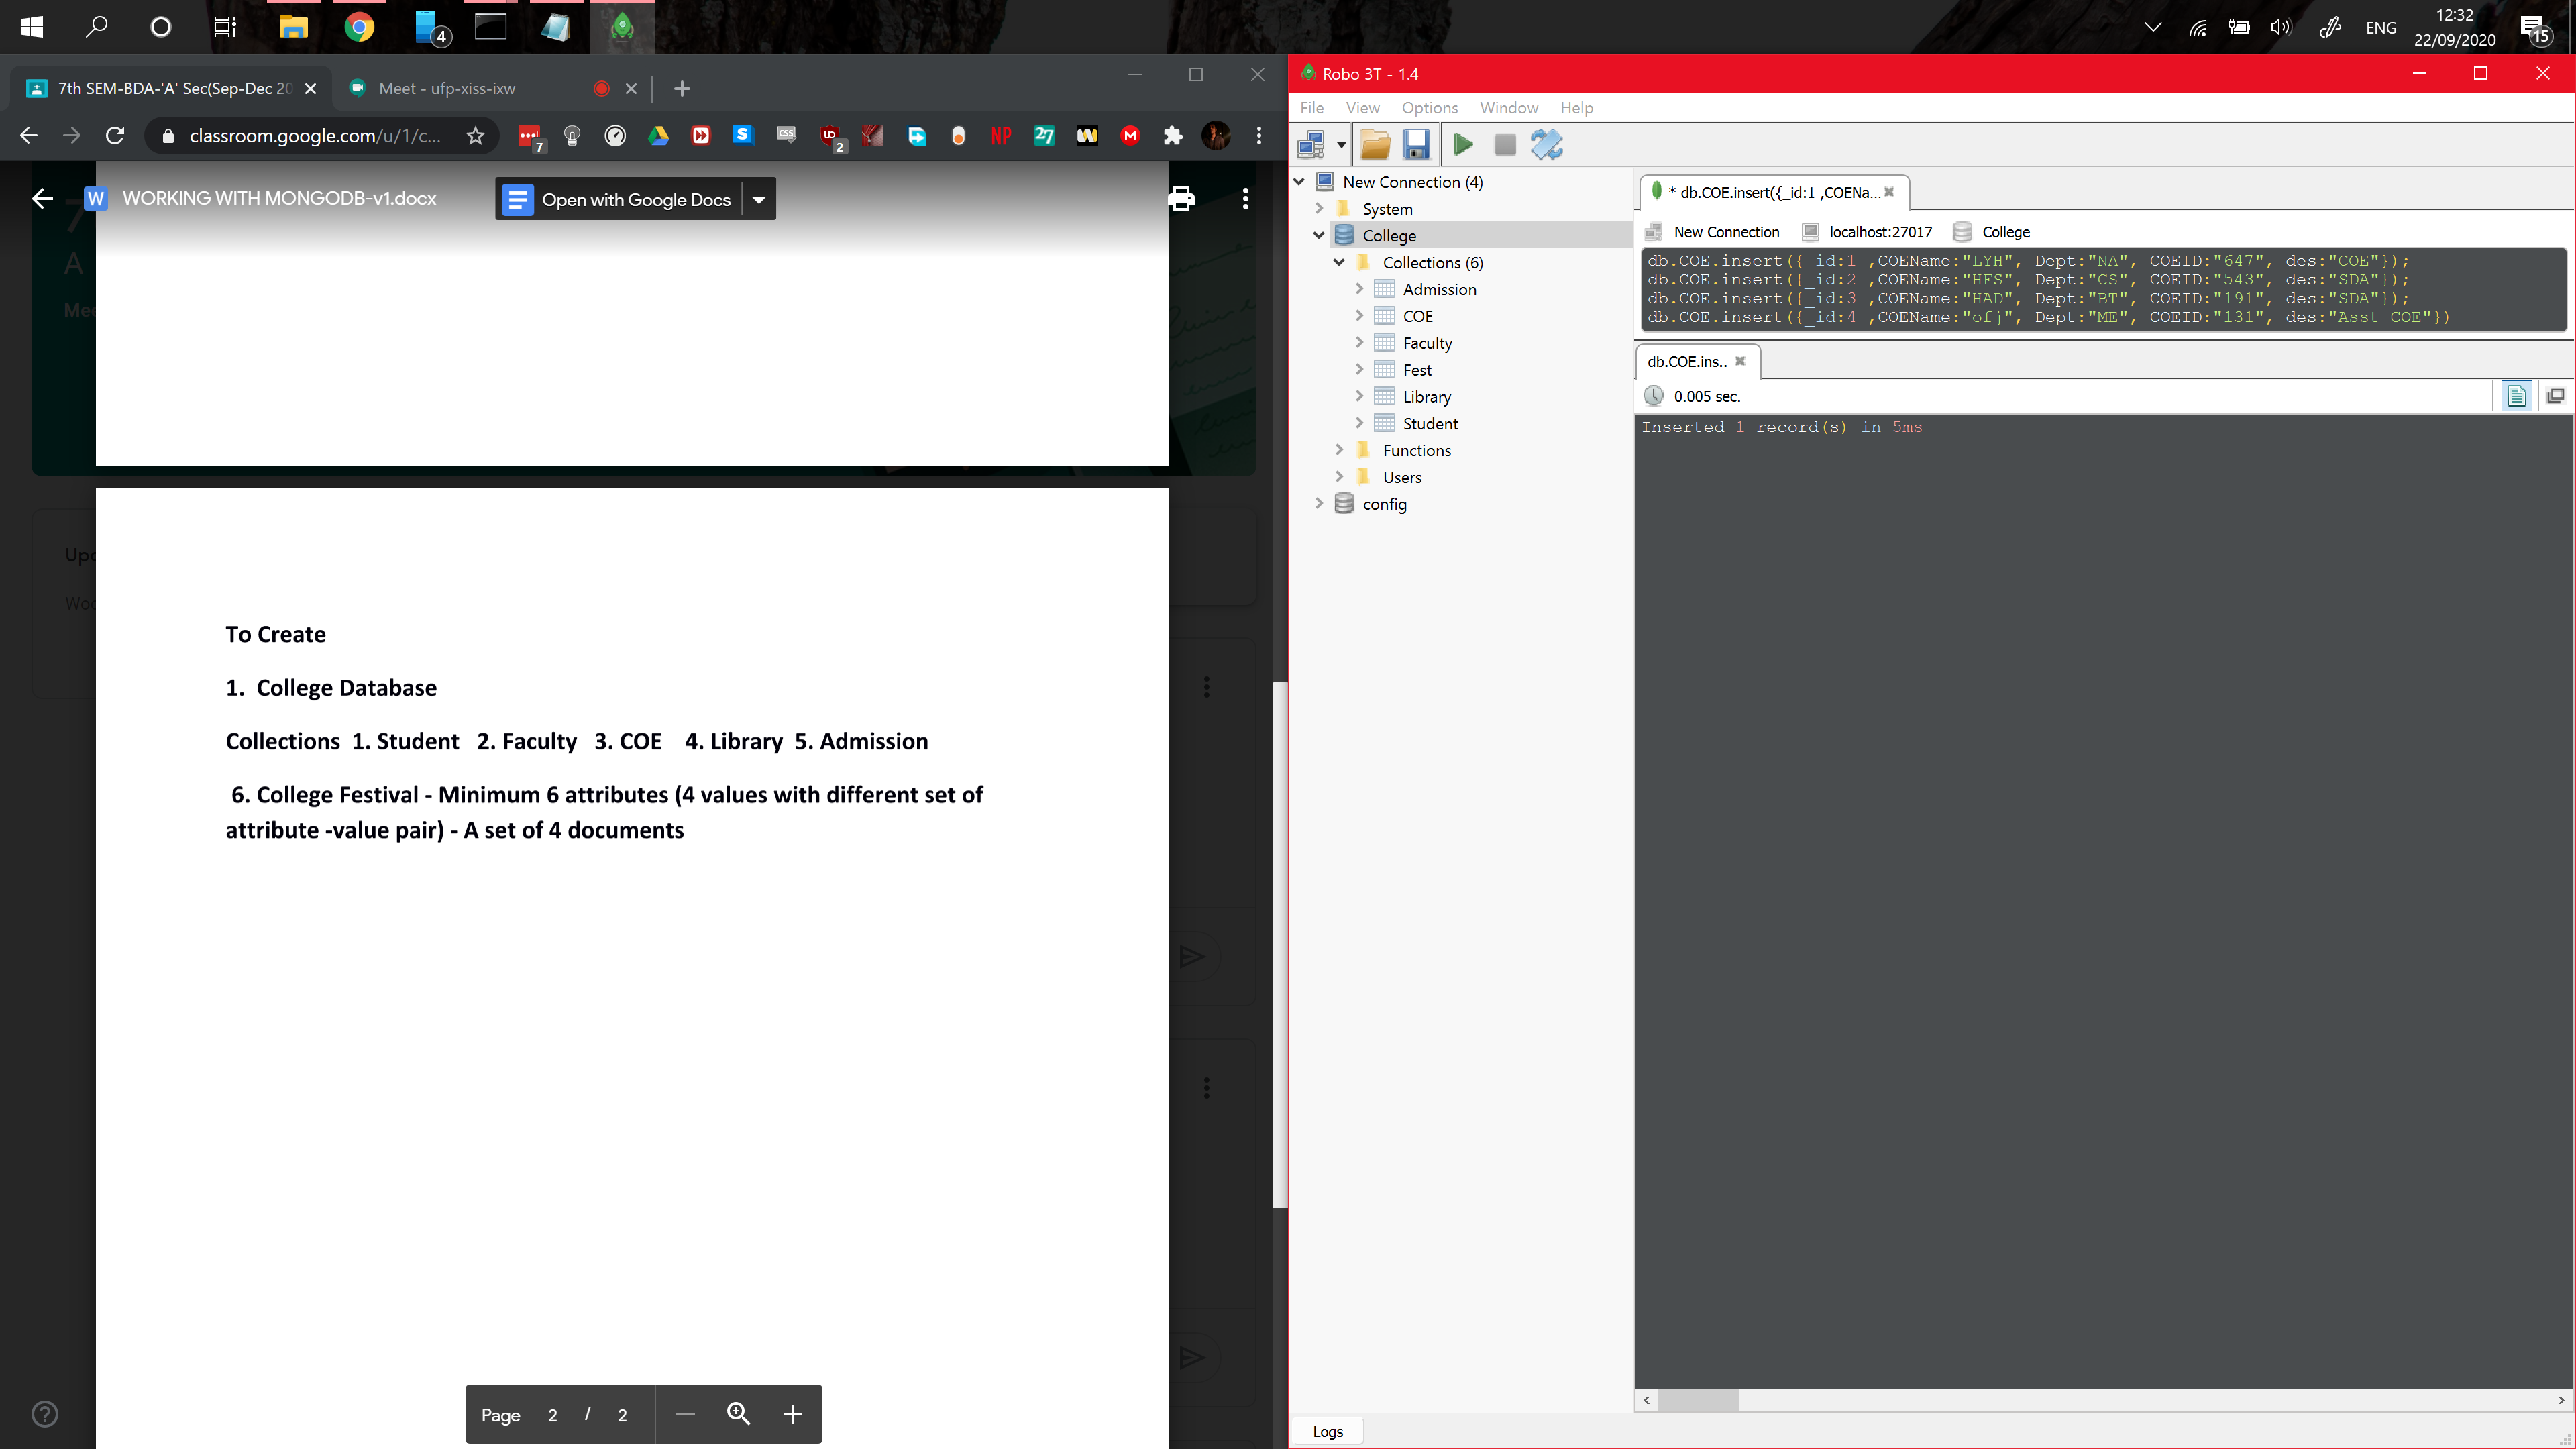 4
ENG
12:32
22/09/2020
15
7th SEM-BDA-'A' Sec(Sep-Dec 20
Meet - ufp-xiss-ixw
classroom.google.com/u/1/c...
7
2
NP
27
WORKING WITH MONGODB-v1.docx
Open with Google Docs
To Create
1. College Database
Collections 1. Student 2. Faculty 3. COE 4. Library 5. Admission
6. College Festival - Minimum 6 attributes (4 values with different set of
attribute -value pair) - A set of 4 documents
Page 2 / 2
Robo 3T - 1.4
File View Options Window Help
New Connection (4)
System
College
Collections (6)
Admission
COE
Faculty
Fest
Library
Student
Functions
Users
config
* db.COE.insert({_id:1 ,COENa...
New Connection localhost:27017 College
db.COE.insert({_id:1 ,COEName:"LYH", Dept:"NA", COEID:"647", des:"COE"});
db.COE.insert({_id:2 ,COEName:"HFS", Dept:"CS", COEID:"543", des:"SDA"});
db.COE.insert({_id:3 ,COEName:"HAD", Dept:"BT", COEID:"191", des:"SDA"});
db.COE.insert({_id:4 ,COEName:"ofj", Dept:"ME", COEID:"131", des:"Asst COE"})
db.COE.ins..
0.005 sec.
Inserted 1 record(s) in 5ms
Logs